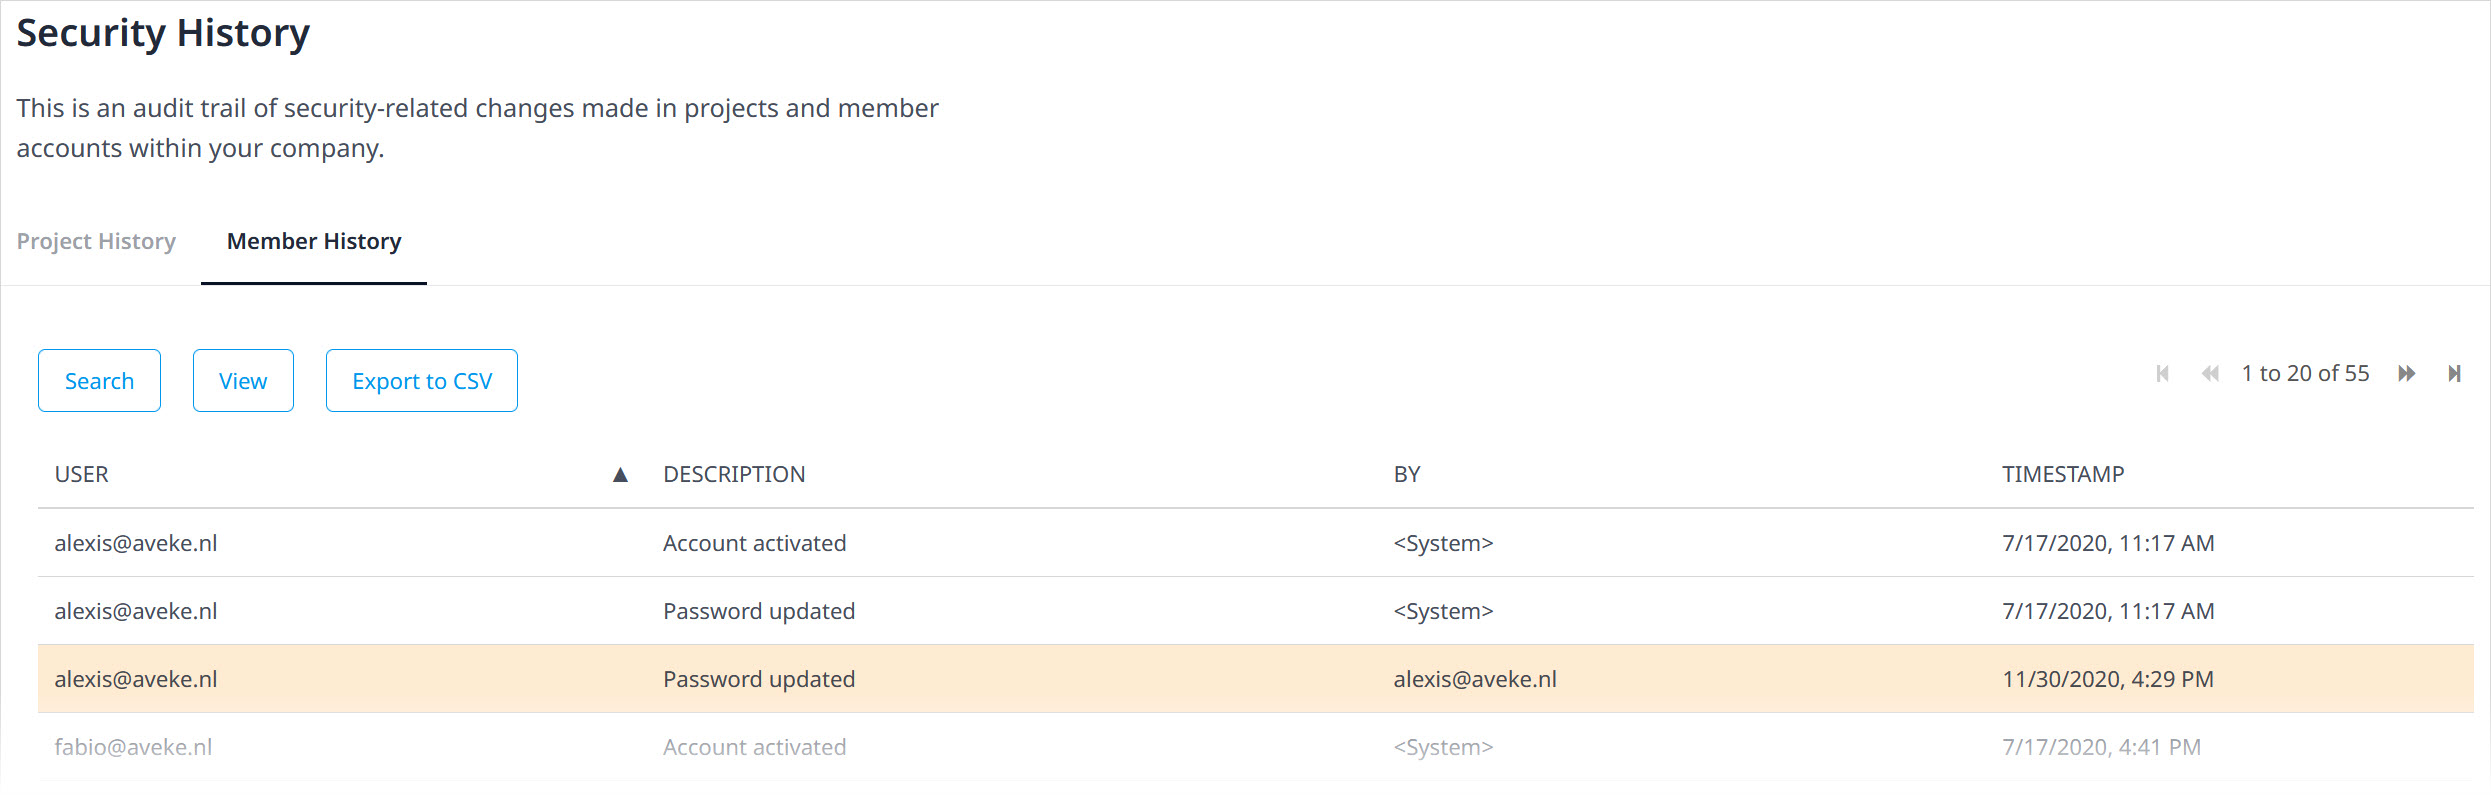 Security History
This is an audit trail of security-related changes made in projects and member
accounts within your company.
Project History Member History
Search View Export to CSV 1 to 20 of 55
USER ▲ DESCRIPTION BY TIMESTAMP
alexis@aveke.nl Account activated <System> 7/17/2020, 11:17 AM
alexis@aveke.nl Password updated <System> 7/17/2020, 11:17 AM
alexis@aveke.nl Password updated alexis@aveke.nl 11/30/2020, 4:29 PM
fabio@aveke.nl Account activated <System> 7/17/2020, 4:41 PM